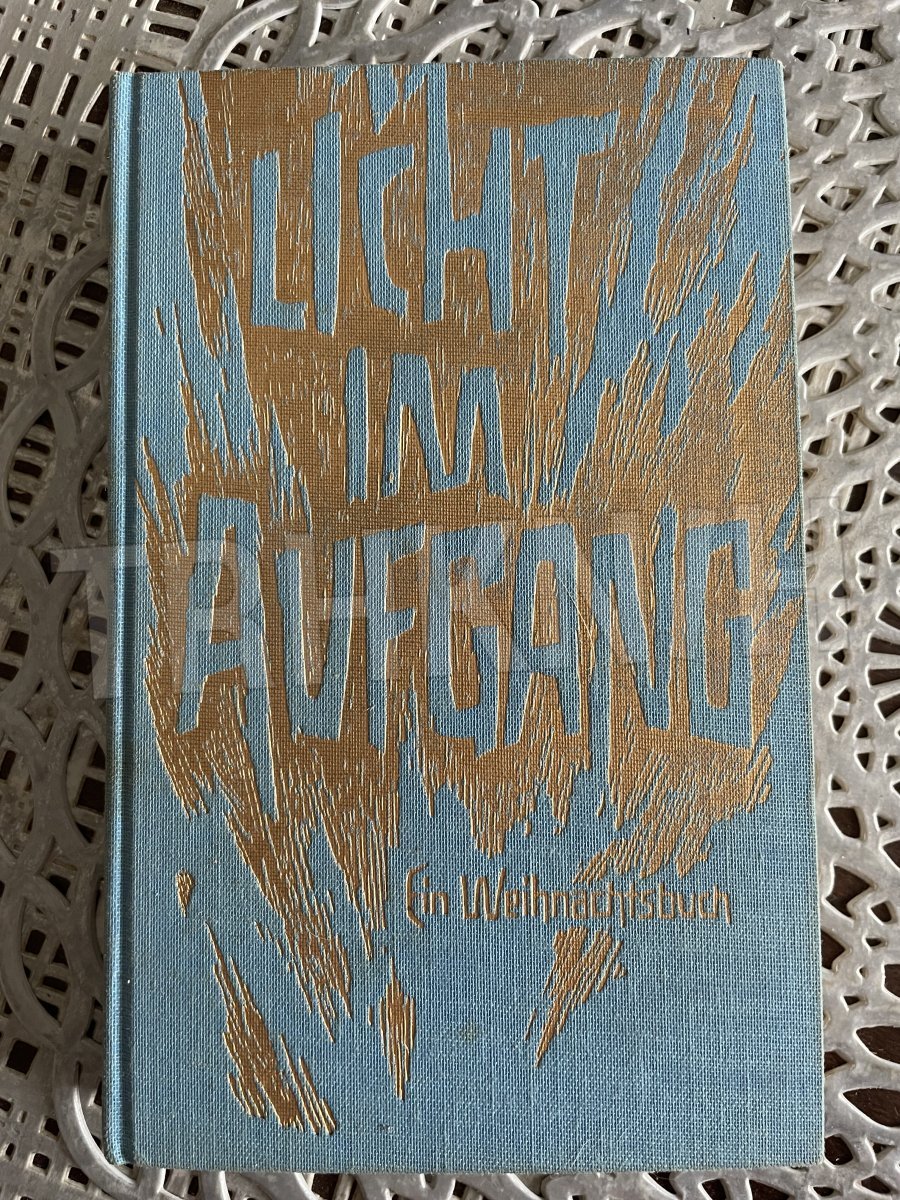 LICHT
IM
AUFGANG
Ein Weihnachtsbuch